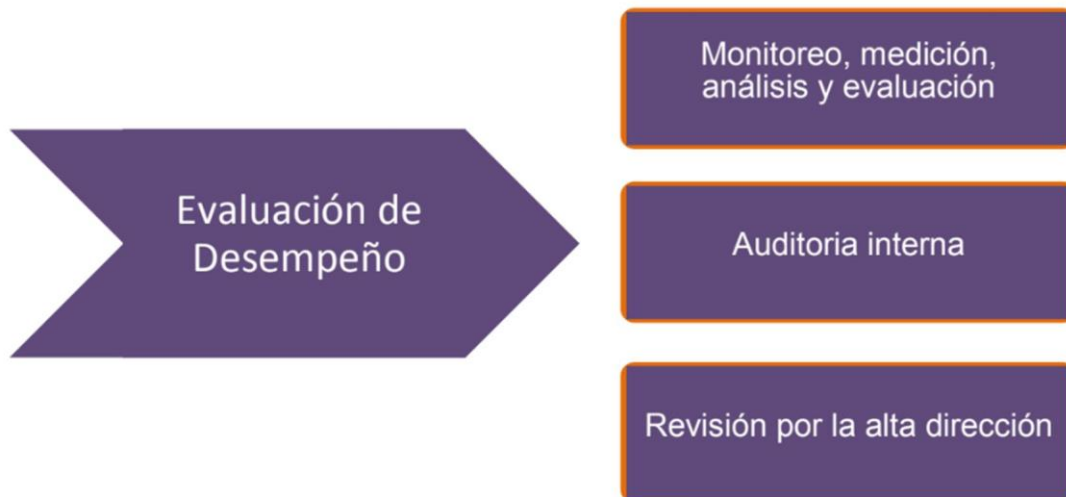 Evaluación de
Desempeño
Monitoreo, medición,
análisis y evaluación
Auditoria interna
Revisión por la alta dirección